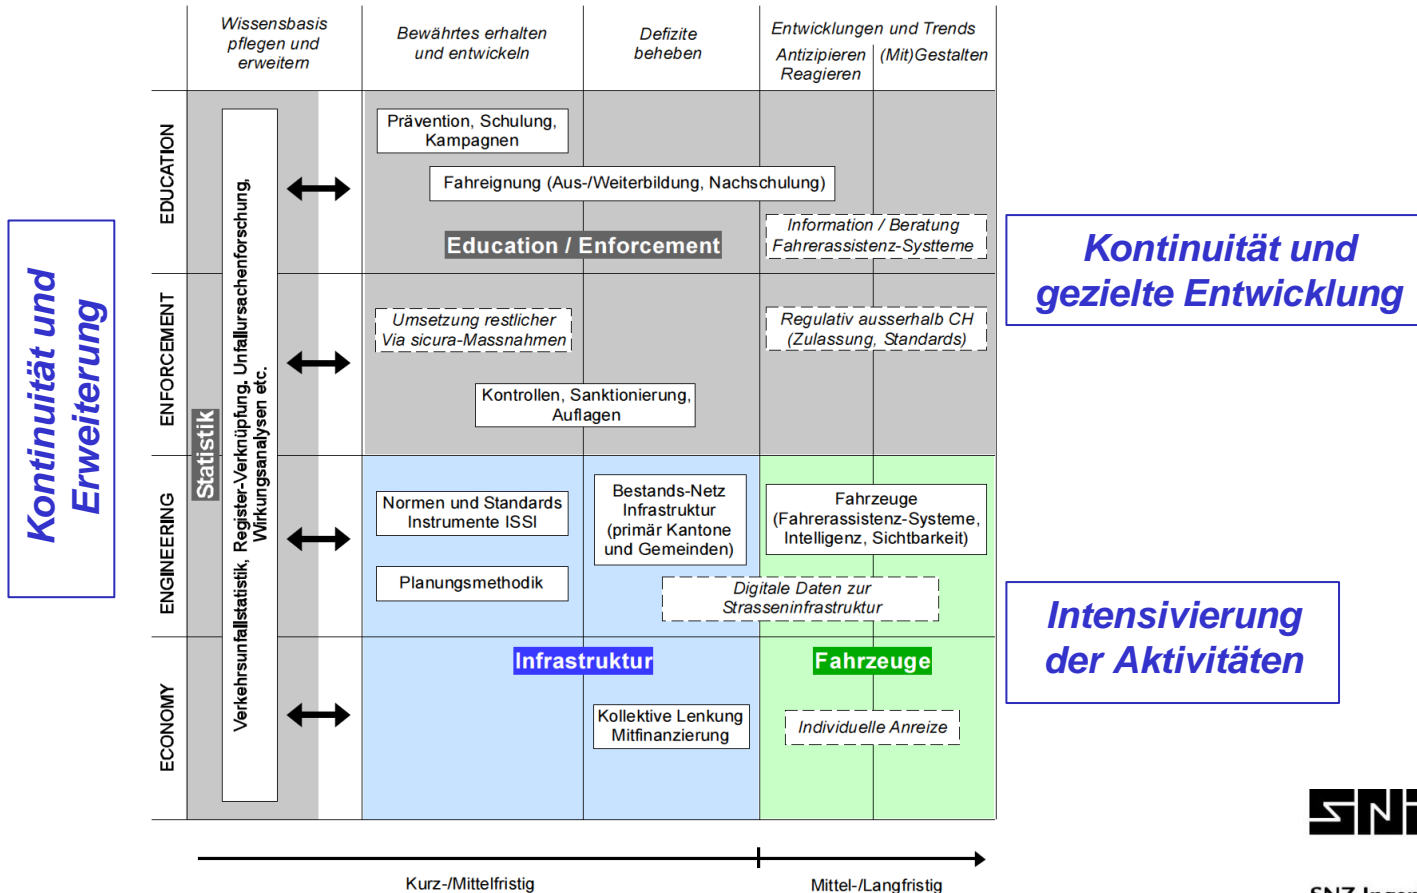 Wissensbasis
pflegen und
erweitern
Bewährtes erhalten
und entwickeln
Defizite
beheben
Entwicklungen und Trends
Antizipieren
Reagieren
(Mit)Gestalten
EDUCATION
ENFORCEMENT
ENGINEERING
ECONOMY
Kontinuität und
Erweiterung
Statistik
Verkehrsunfallstatistik, Register-Verknüpfung, Unfallursachenforschung,
Wirkungsanalysen etc.
Prävention, Schulung,
Kampagnen
Fahreignung (Aus-/Weiterbildung, Nachschulung)
Information / Beratung
Fahrerassistenz-Systteme
Education / Enforcement
Kontinuität und
gezielte Entwicklung
Umsetzung restlicher
Via sicura-Massnahmen
Regulativ ausserhalb CH
(Zulassung, Standards)
Kontrollen, Sanktionierung,
Auflagen
Normen und Standards
Instrumente ISSI
Bestands-Netz
Infrastruktur
(primär Kantone
und Gemeinden)
Fahrzeuge
(Fahrerassistenz-Systeme,
Intelligenz, Sichtbarkeit)
Planungsmethodik
Digitale Daten zur
Strasseninfrastruktur
Intensivierung
der Aktivitäten
Infrastruktur
Fahrzeuge
Kollektive Lenkung
Mitfinanzierung
Individuelle Anreize
Kurz-/Mittelfristig
Mittel-/Langfristig